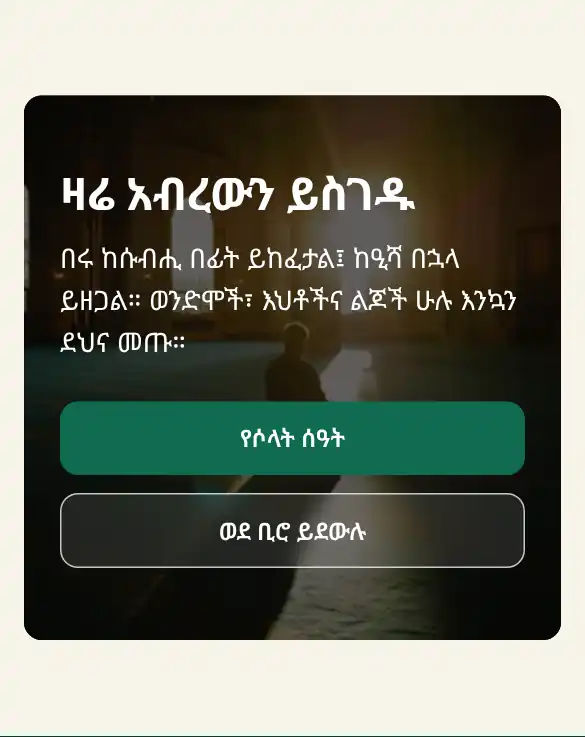 ዛሬ አብረውን ይስገዱ
በሩ ከሱብሒ በፊት ይከፈታል፤ ከዒሻ በኋላ
ይዘጋል። ወንድሞች፣ እህቶችና ልጆች ሁሉ እንኳን
ደህና መጡ።
የሶላት ሰዓት
ወደ ቢሮ ይደውሉ